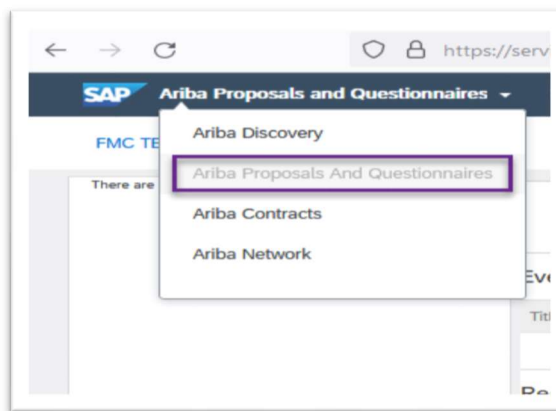 https://serv
SAP Ariba Proposals and Questionnaires
FMC TE
Ariba Discovery
There are
Ariba Proposals And Questionnaires
Ariba Contracts
Ariba Network
Eve
Tit
Re